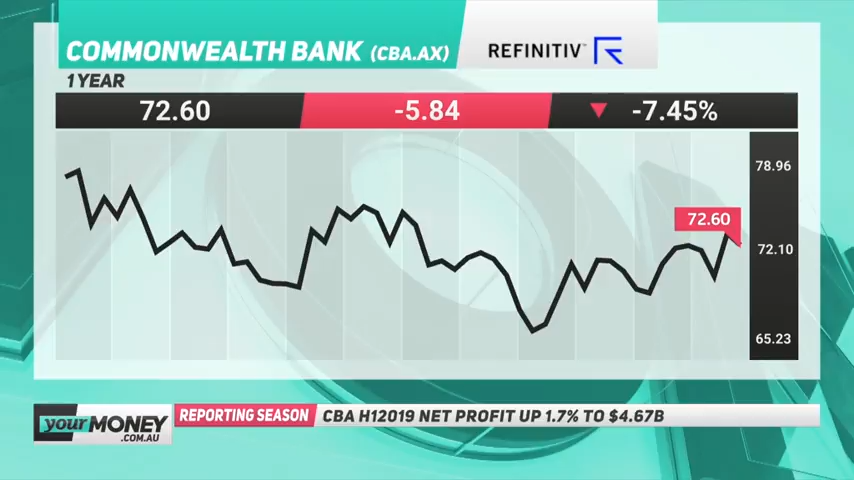 COMMONWEALTH BANK (CBA.AX)
REFINITIV
1 YEAR
72.60 -5.84 ▼ -7.45%
78.96
72.60
72.10
65.23
yourMONEY
.COM.AU
REPORTING SEASON CBA H12019 NET PROFIT UP 1.7% TO $4.67B